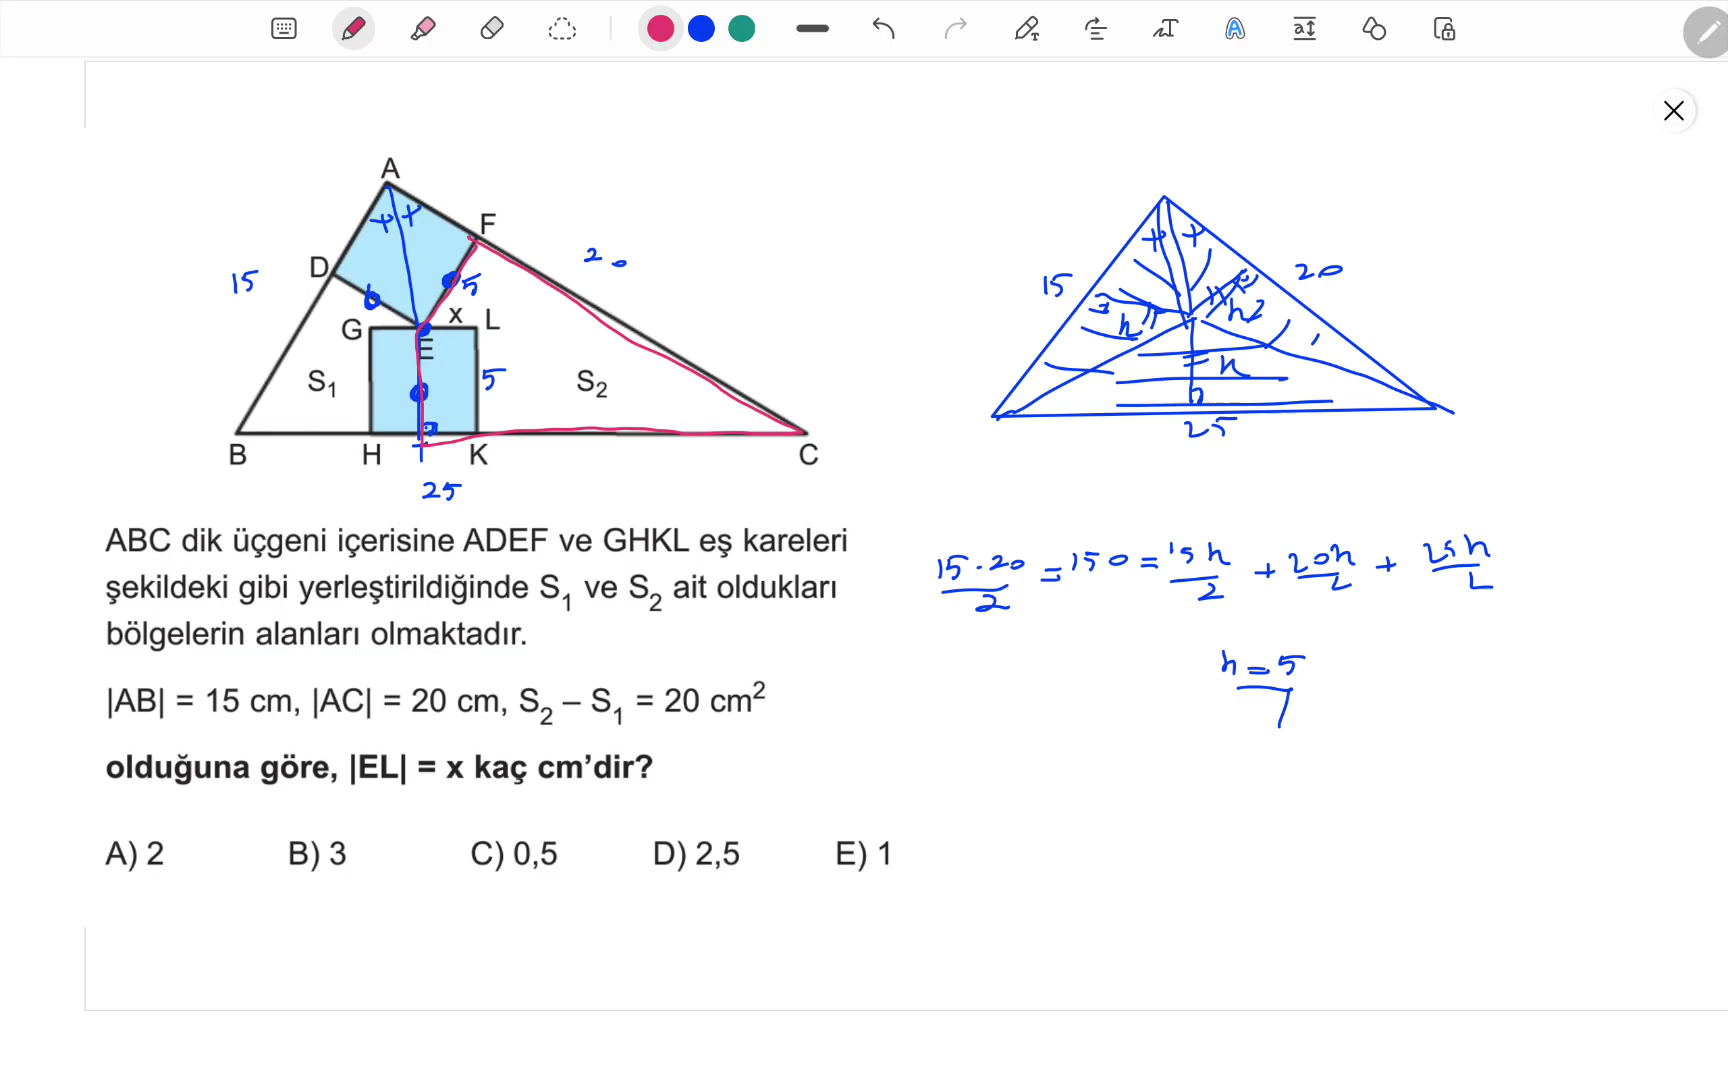 A
F
D
15
20
5
x
G
L
E
5
S1
S2
B
H
K
C
25
15
20
h
h
h
25
ABC dik üçgeni içerisine ADEF ve GHKL eş kareleri
şekildeki gibi yerleştirildiğinde S1 ve S2 ait oldukları
bölgelerin alanları olmaktadır.
|AB| = 15 cm, |AC| = 20 cm, S2 – S1 = 20 cm2
olduğuna göre, |EL| = x kaç cm’dir?
A) 2 B) 3 C) 0,5 D) 2,5 E) 1
15.20/2 = 150 = 15h/2 + 20h/2 + 25h/2
h = 5